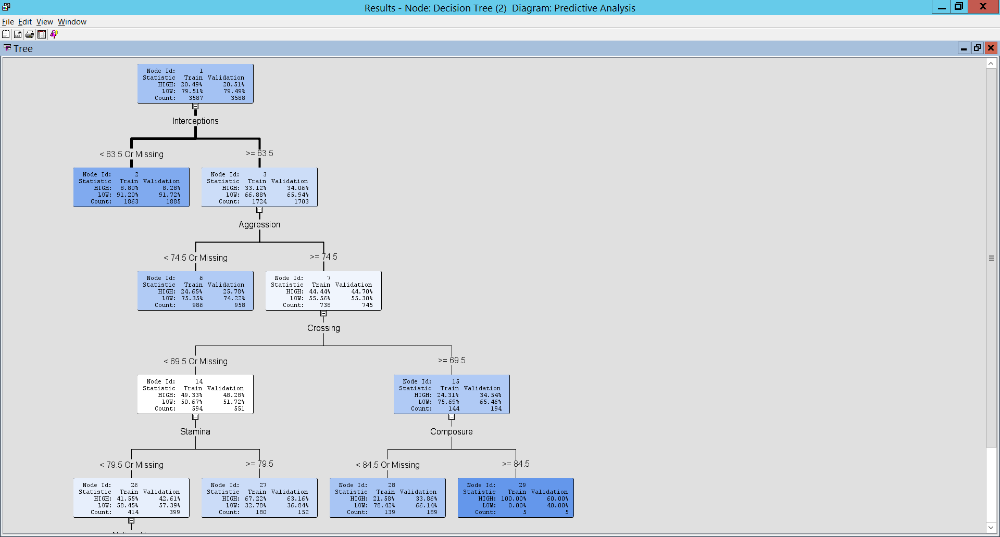 Results - Node: Decision Tree (2)  Diagram: Predictive Analysis
File Edit View Window
Tree
Node Id: 1
Statistic Train Validation
HIGH: 20.49% 20.51%
LOW: 79.51% 79.49%
Count: 3587 3588
Interceptions
< 63.5 Or Missing >= 63.5
Node Id: 2
Statistic Train Validation
HIGH: 8.80% 8.28%
LOW: 91.20% 91.72%
Count: 1863 1885
Node Id: 3
Statistic Train Validation
HIGH: 33.12% 34.06%
LOW: 66.88% 65.94%
Count: 1724 1703
Aggression
< 74.5 Or Missing >= 74.5
Node Id: 6
Statistic Train Validation
HIGH: 24.65% 25.78%
LOW: 75.35% 74.22%
Count: 986 958
Node Id: 7
Statistic Train Validation
HIGH: 44.44% 44.70%
LOW: 55.56% 55.30%
Count: 738 745
Crossing
< 69.5 Or Missing >= 69.5
Node Id: 14
Statistic Train Validation
HIGH: 49.33% 48.28%
LOW: 50.67% 51.72%
Count: 594 551
Node Id: 15
Statistic Train Validation
HIGH: 24.31% 34.54%
LOW: 75.69% 65.46%
Count: 144 194
Stamina Composure
< 79.5 Or Missing >= 79.5 < 84.5 Or Missing >= 84.5
Node Id: 26
Statistic Train Validation
HIGH: 41.55% 42.61%
LOW: 58.45% 57.39%
Count: 414 399
Node Id: 27
Statistic Train Validation
HIGH: 67.22% 63.16%
LOW: 32.78% 36.84%
Count: 180 152
Node Id: 28
Statistic Train Validation
HIGH: 21.58% 33.86%
LOW: 78.42% 66.14%
Count: 139 189
Node Id: 29
Statistic Train Validation
HIGH: 100.00% 60.00%
LOW: 0.00% 40.00%
Count: 5 5